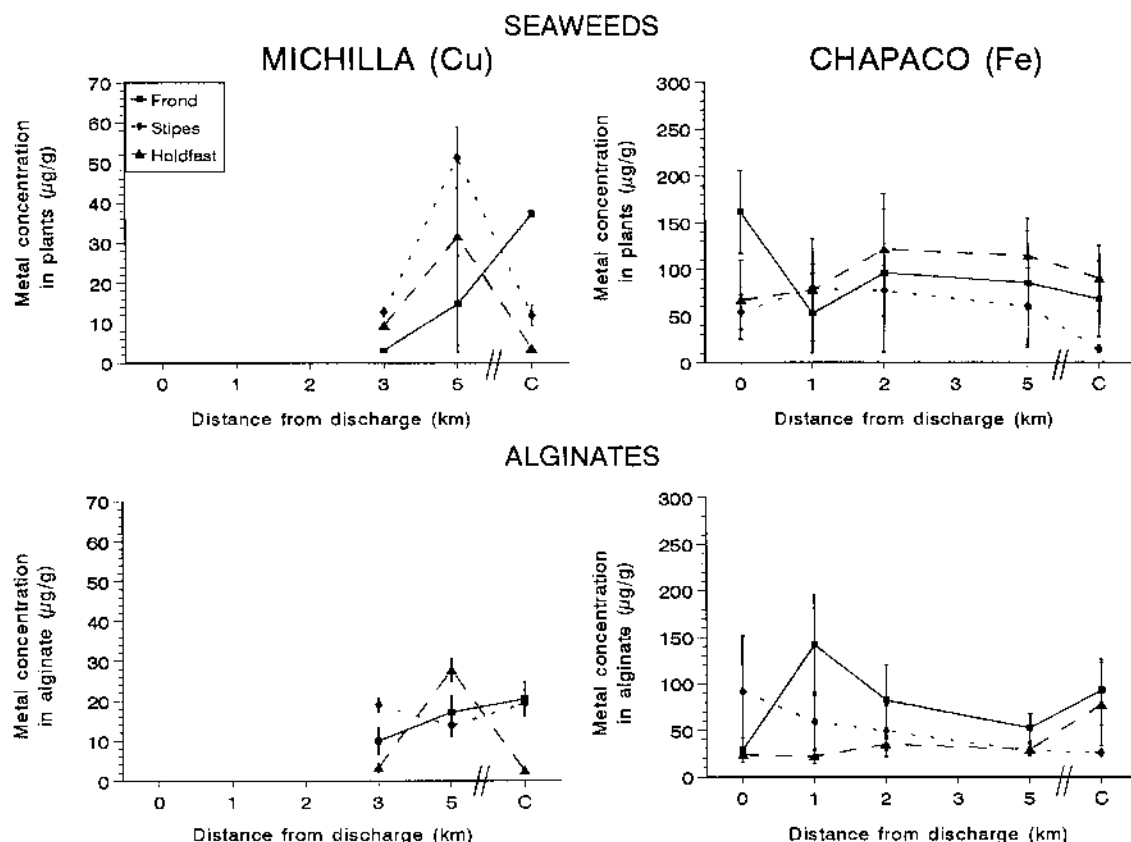 SEAWEEDS
MICHILLA (Cu)
CHAPACO (Fe)
Metal concentration
in plants (µg/g)
70
60
50
40
30
20
10
0
Frond
Stipes
Holdfast
0 1 2 3 5 C
Distance from discharge (km)
Metal concentration
in plants (µg/g)
300
250
200
150
100
50
0
0 1 2 3 5 C
Distance from discharge (km)
ALGINATES
Metal concentration
in alginate (µg/g)
70
60
50
40
30
20
10
0
0 1 2 3 5 C
Distance from discharge (km)
Metal concentration
in alginate (µg/g)
300
250
200
150
100
50
0
0 1 2 3 5 C
Distance from discharge (km)